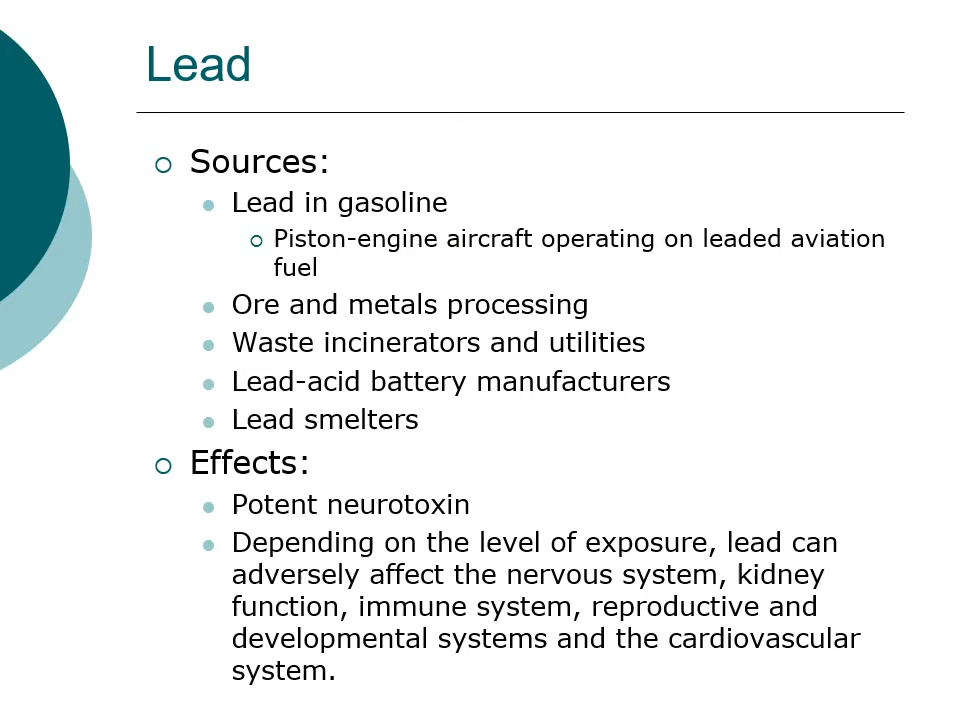 Lead
Sources:
Lead in gasoline
Piston-engine aircraft operating on leaded aviation
fuel
Ore and metals processing
Waste incinerators and utilities
Lead-acid battery manufacturers
Lead smelters
Effects:
Potent neurotoxin
Depending on the level of exposure, lead can
adversely affect the nervous system, kidney
function, immune system, reproductive and
developmental systems and the cardiovascular
system.